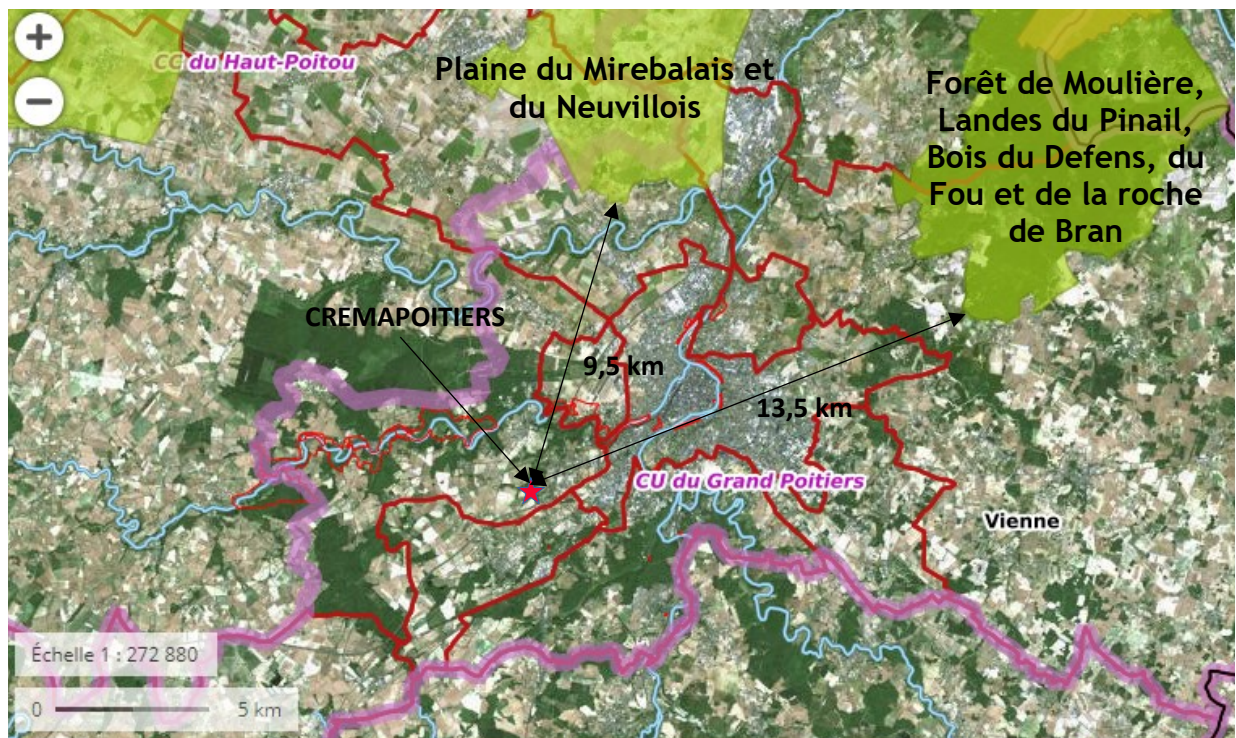 +
−
CC du Haut-Poitou
Plaine du Mirebalais et
du Neuvillois
Forêt de Moulière,
Landes du Pinail,
Bois du Defens, du
Fou et de la roche
de Bran
CREMAPOITIERS
9,5 km
13,5 km
CU du Grand Poitiers
Vienne
Échelle 1 : 272 880
0 5 km